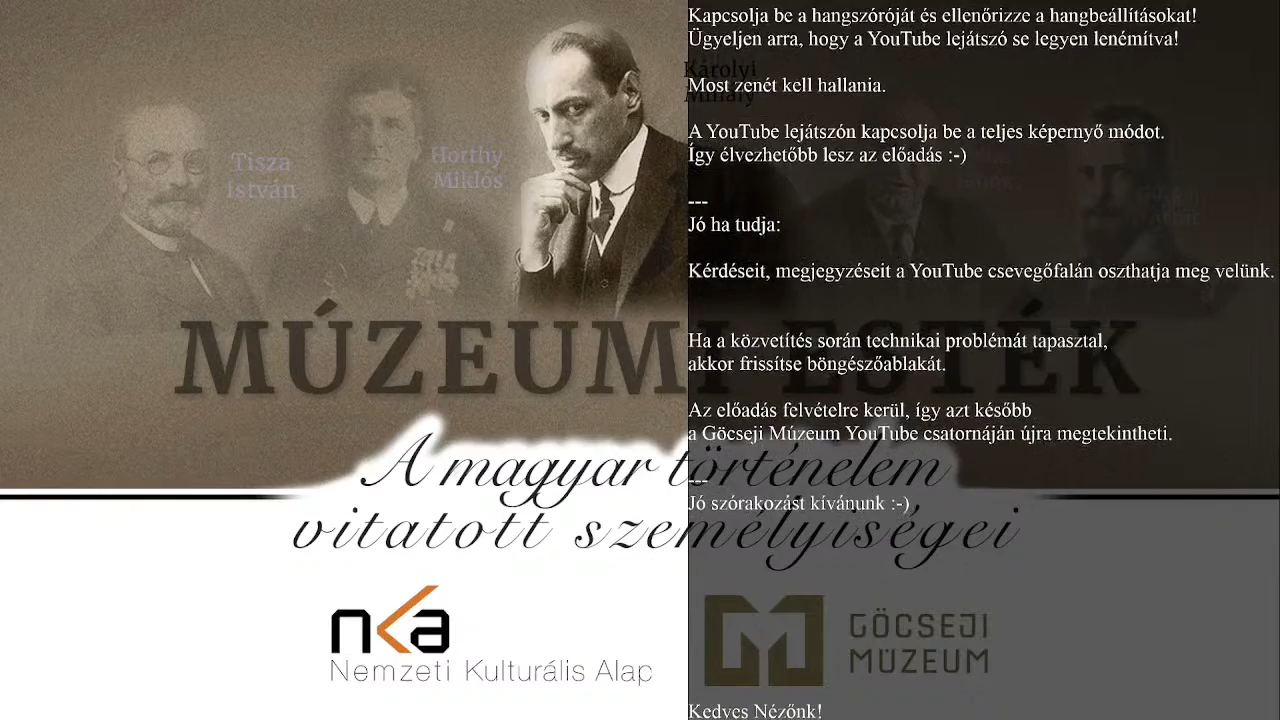 Kapcsolja be a hangszóróját és ellenőrizze a hangbeállításokat!
Ügyeljen arra, hogy a YouTube lejátszó se legyen lenémítva!
Most zenét kell hallania.
A YouTube lejátszón kapcsolja be a teljes képernyő módot.
Így élvezhetőbb lesz az előadás :-)
---
Jó ha tudja:
Kérdéseit, megjegyzéseit a YouTube csevegőfalán oszthatja meg velünk.
Ha a közvetítés során technikai problémát tapasztal,
akkor frissítse böngészőablakát.
Az előadás felvételre kerül, így azt később
a Göcseji Múzeum YouTube csatornáján újra megtekintheti.
---
Jó szórakozást kívánunk :-)
Kedves Nézőnk!
Tisza
István
Horthy
Miklós
Károlyi
Mihály
MÚZEUMI ESTÉK
A magyar történelem
vitatott személyiségei
nka
Nemzeti Kulturális Alap
GÖCSEJI
MÚZEUM